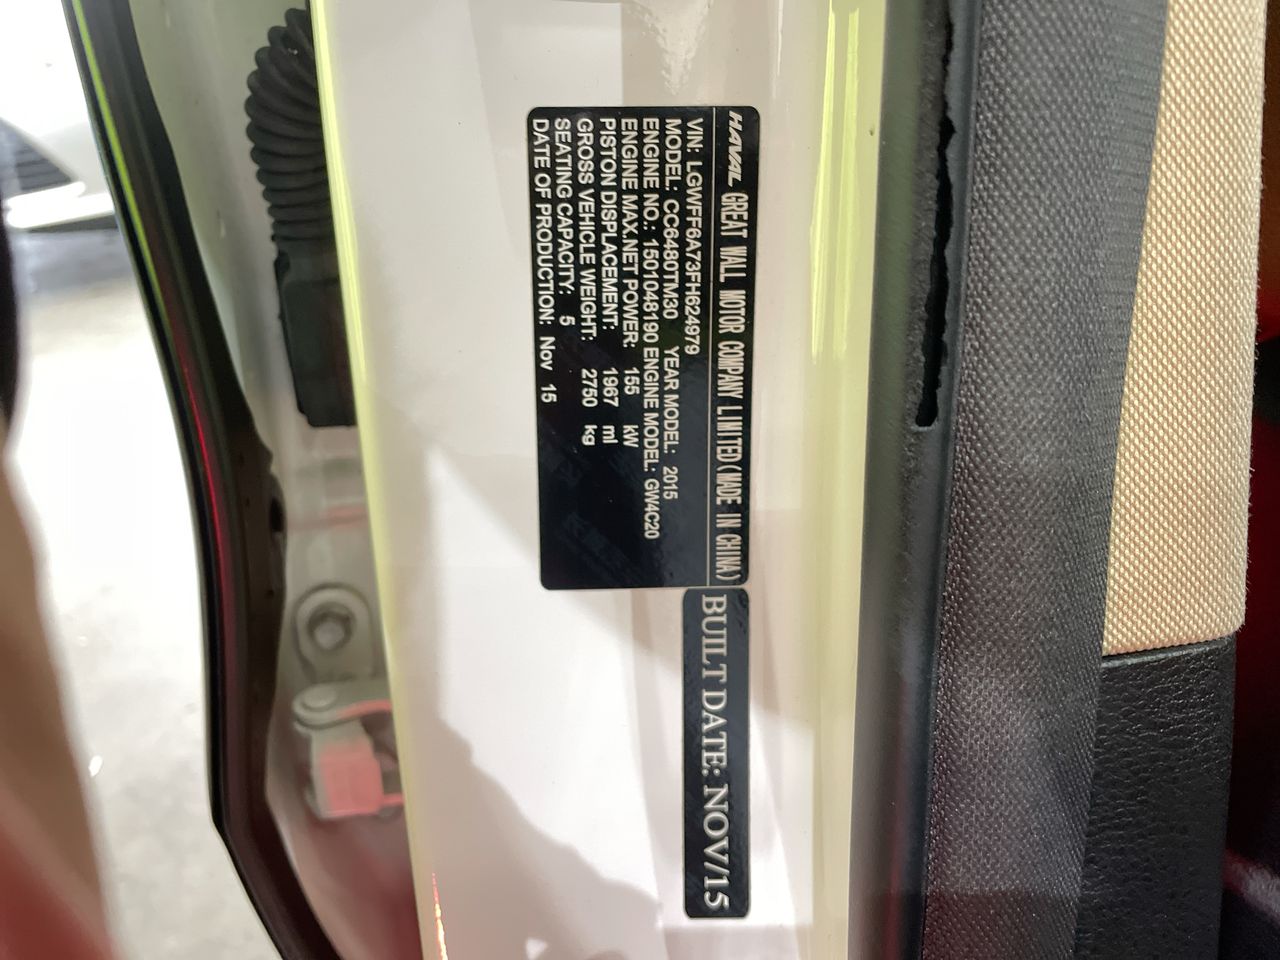 HAVAL GREAT WALL MOTOR COMPANY LIMITED(MADE IN CHINA)
VIN: LGWFF6A73FH624979
MODEL: CC6480TM30 YEAR MODEL: 2015
ENGINE NO.: 1501048190 ENGINE MODEL: GW4C20
ENGINE MAX.NET POWER: 155 kW
PISTON DISPLACEMENT: 1967 ml
GROSS VEHICLE WEIGHT: 2750 kg
SEATING CAPACITY: 5
DATE OF PRODUCTION: Nov 15
BUILT DATE: NOV/15